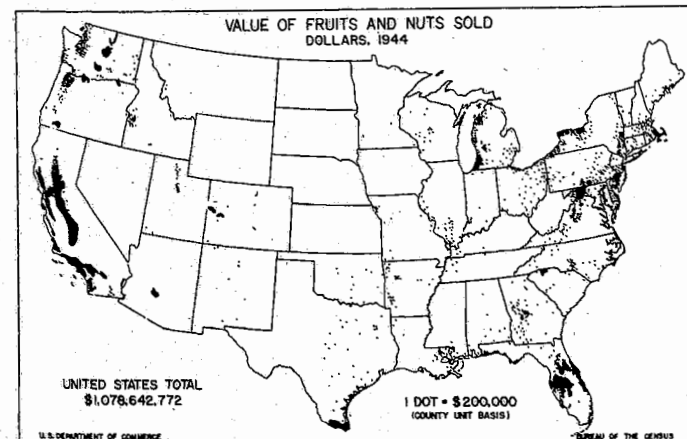 VALUE OF FRUITS AND NUTS SOLD
DOLLARS, 1944
UNITED STATES TOTAL
$1,078,642,772
1 DOT = $200,000
(COUNTY UNIT BASIS)
U.S. DEPARTMENT OF COMMERCE
BUREAU OF THE CENSUS